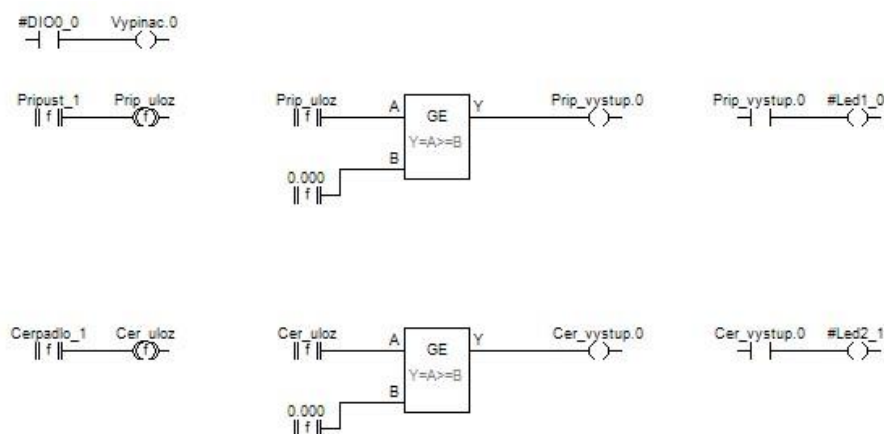 #DIO0_0 Vypinac.0
Pripust_1 Prip_uloz Prip_uloz A Y Prip_vystup.0 Prip_vystup.0 #Led1_0
f f f GE
Y=A>=B
B
0.000
f
Cerpadlo_1 Cer_uloz Cer_uloz A Y Cer_vystup.0 Cer_vystup.0 #Led2_1
f f f GE
Y=A>=B
B
0.000
f